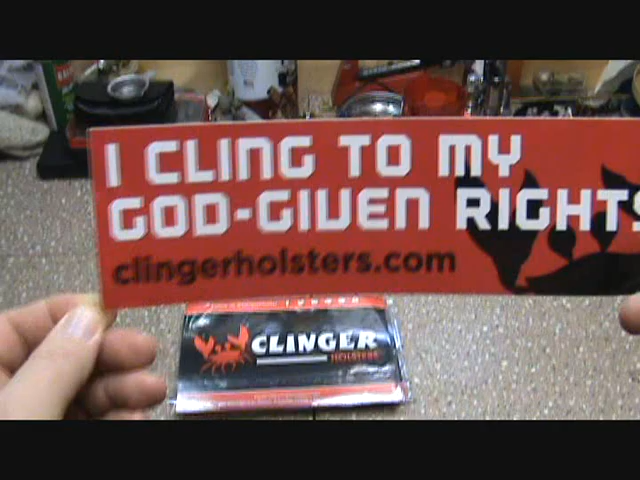 I CLING TO MY
GOD-GIVEN RIGHTS
clingerholsters.com
CLINGER
HOLSTERS